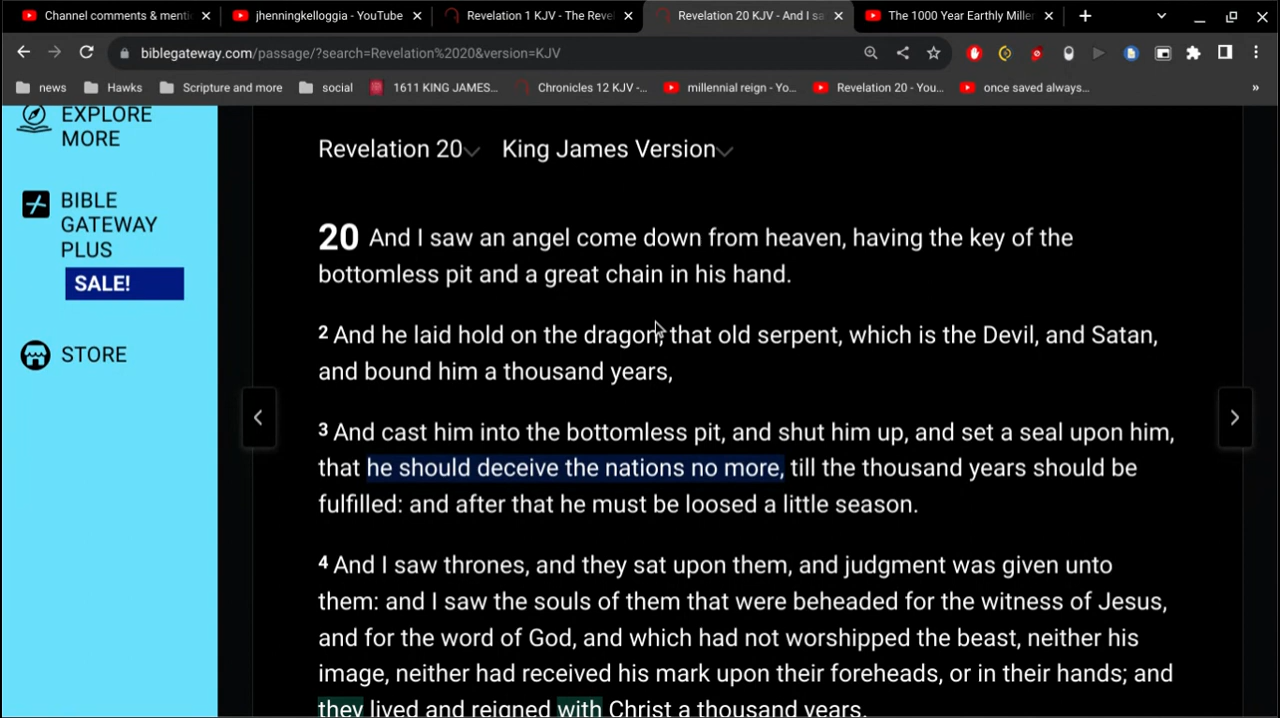 Channel comments & menti
jhenningkelloggia - YouTube
Revelation 1 KJV - The Reve
Revelation 20 KJV - And I sa
The 1000 Year Earthly Miller
biblegateway.com/passage/?search=Revelation%2020&version=KJV
news
Hawks
Scripture and more
social
1611 KING JAMES...
Chronicles 12 KJV -...
millennial reign - Yo...
Revelation 20 - You...
once saved always...
»
EXPLORE
MORE
BIBLE
GATEWAY
PLUS
SALE!
STORE
Revelation 20 King James Version
20 And I saw an angel come down from heaven, having the key of the
bottomless pit and a great chain in his hand.
2 And he laid hold on the dragon, that old serpent, which is the Devil, and Satan,
and bound him a thousand years,
3 And cast him into the bottomless pit, and shut him up, and set a seal upon him,
that he should deceive the nations no more, till the thousand years should be
fulfilled: and after that he must be loosed a little season.
4 And I saw thrones, and they sat upon them, and judgment was given unto
them: and I saw the souls of them that were beheaded for the witness of Jesus,
and for the word of God, and which had not worshipped the beast, neither his
image, neither had received his mark upon their foreheads, or in their hands; and
they lived and reigned with Christ a thousand years.